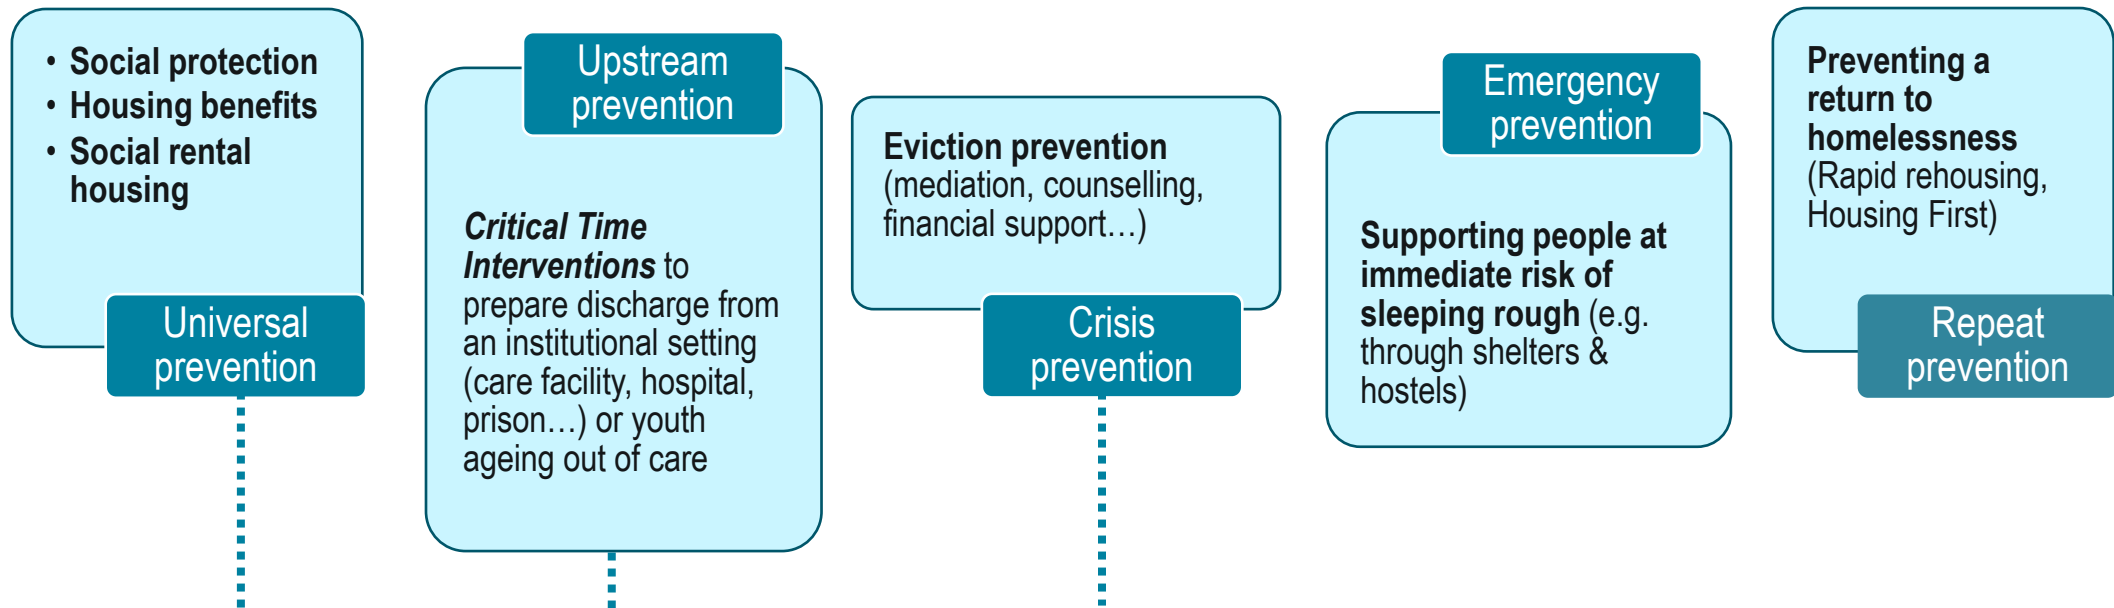 • Social protection
• Housing benefits
• Social rental
housing
Universal
prevention
Upstream
prevention
Critical Time
Interventions to
prepare discharge from
an institutional setting
(care facility, hospital,
prison…) or youth
ageing out of care
Eviction prevention
(mediation, counselling,
financial support…)
Crisis
prevention
Emergency
prevention
Supporting people at
immediate risk of
sleeping rough (e.g.
through shelters &
hostels)
Preventing a
return to
homelessness
(Rapid rehousing,
Housing First)
Repeat
prevention